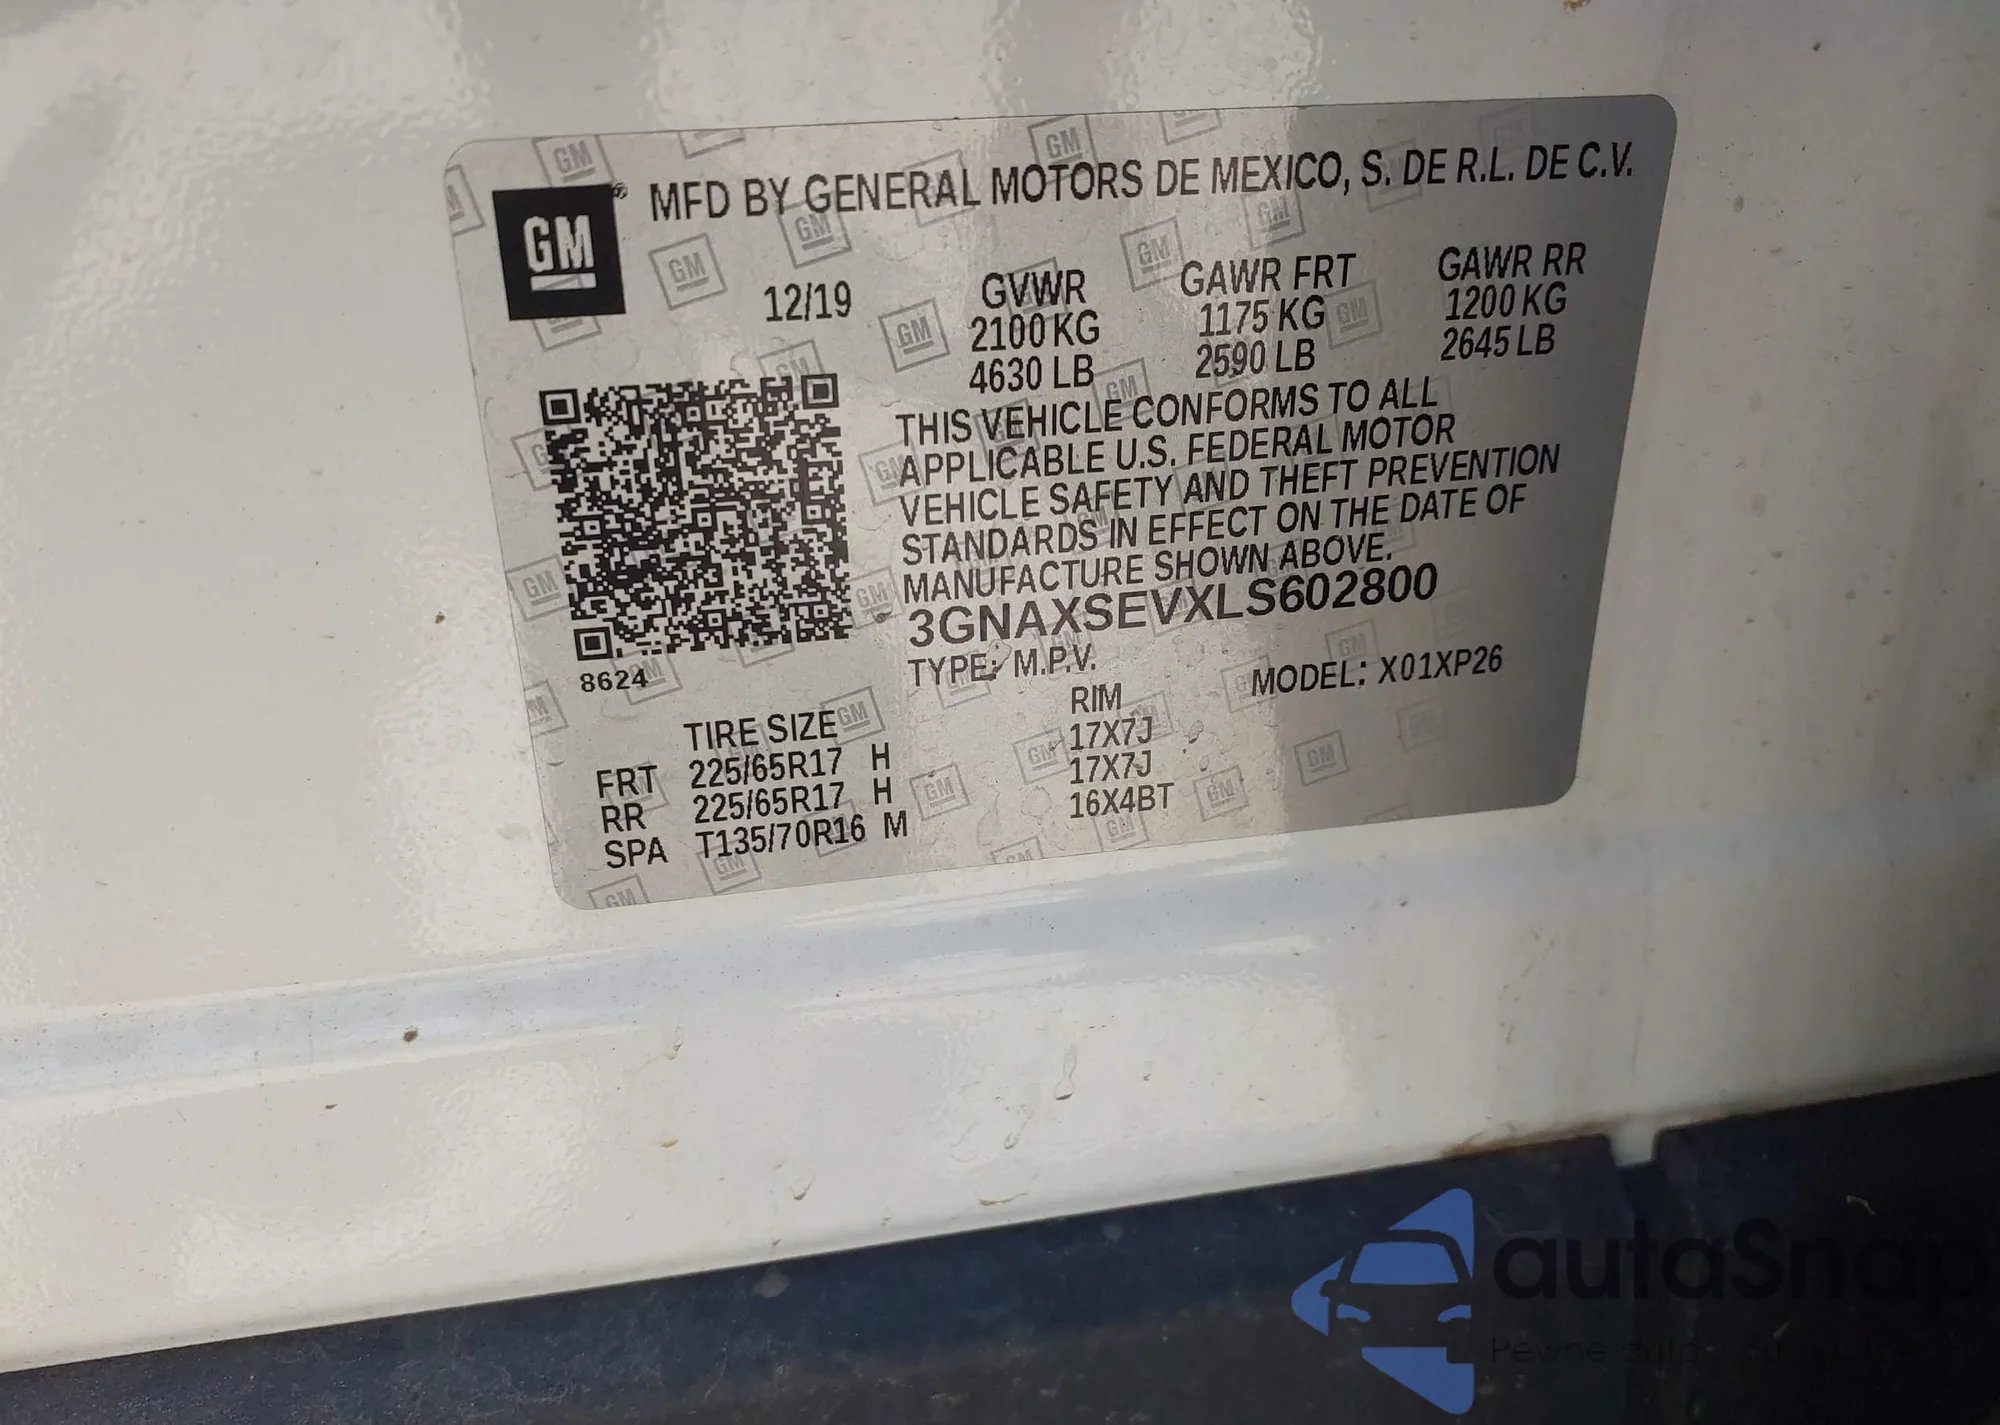 GM® MFD BY GENERAL MOTORS DE MEXICO, S. DE R.L. DE C.V.
12/19 GVWR GAWR FRT GAWR RR
2100 KG 1175 KG 1200 KG
4630 LB 2590 LB 2645 LB
THIS VEHICLE CONFORMS TO ALL
APPLICABLE U.S. FEDERAL MOTOR
VEHICLE SAFETY AND THEFT PREVENTION
STANDARDS IN EFFECT ON THE DATE OF
MANUFACTURE SHOWN ABOVE.
3GNAXSEVXLS602800
8624 TYPE: M.P.V. MODEL: X01XP26
TIRE SIZE RIM
FRT 225/65R17 H 17X7J
RR 225/65R17 H 17X7J
SPA T135/70R16 M 16X4BT
autaSnap
Pewne auta